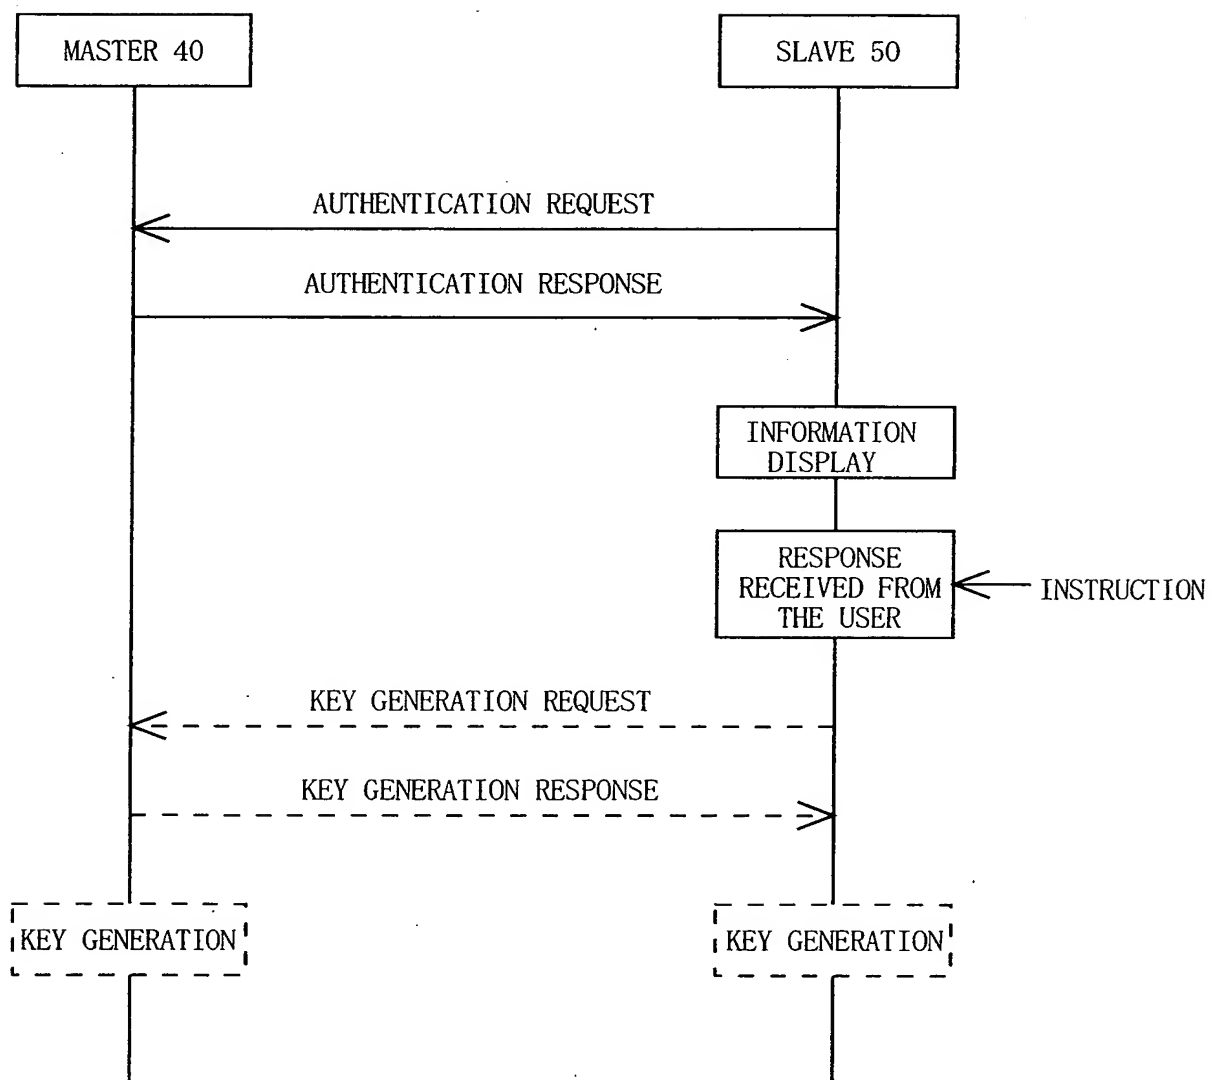 MASTER 40
SLAVE 50
AUTHENTICATION REQUEST
AUTHENTICATION RESPONSE
INFORMATION
DISPLAY
RESPONSE
RECEIVED FROM
THE USER
INSTRUCTION
KEY GENERATION REQUEST
KEY GENERATION RESPONSE
KEY GENERATION
KEY GENERATION